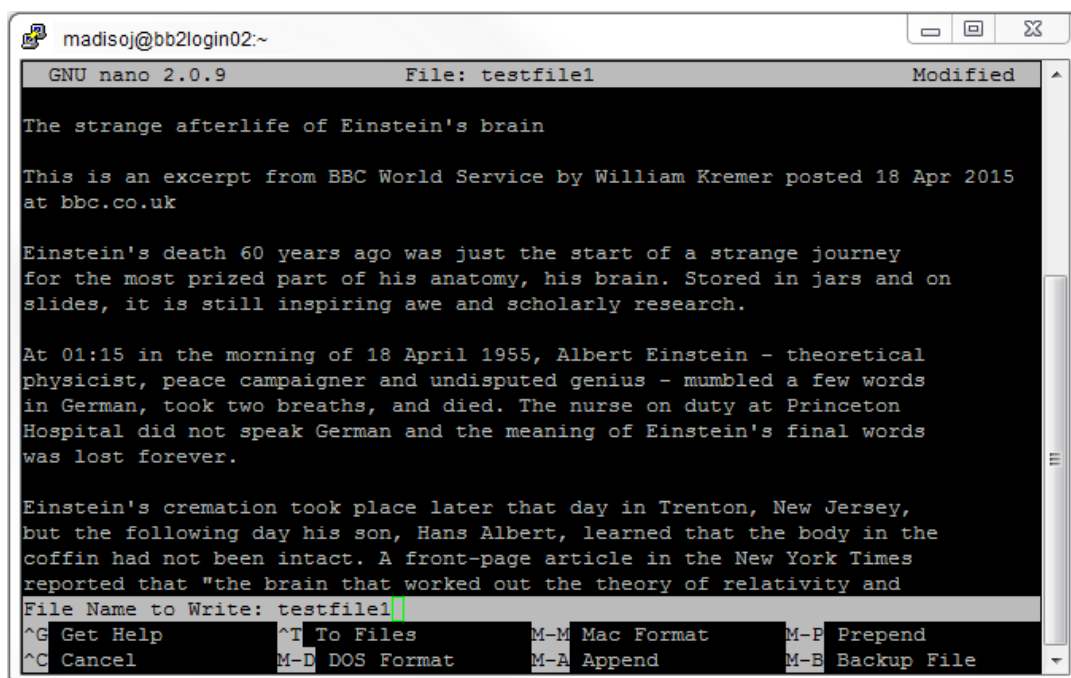 madisoj@bb2login02:~
GNU nano 2.0.9 File: testfile1 Modified
The strange afterlife of Einstein's brain
This is an excerpt from BBC World Service by William Kremer posted 18 Apr 2015
at bbc.co.uk
Einstein's death 60 years ago was just the start of a strange journey
for the most prized part of his anatomy, his brain. Stored in jars and on
slides, it is still inspiring awe and scholarly research.
At 01:15 in the morning of 18 April 1955, Albert Einstein - theoretical
physicist, peace campaigner and undisputed genius - mumbled a few words
in German, took two breaths, and died. The nurse on duty at Princeton
Hospital did not speak German and the meaning of Einstein's final words
was lost forever.
Einstein's cremation took place later that day in Trenton, New Jersey,
but the following day his son, Hans Albert, learned that the body in the
coffin had not been intact. A front-page article in the New York Times
reported that "the brain that worked out the theory of relativity and
File Name to Write: testfile1
^G Get Help ^T To Files M-M Mac Format M-P Prepend
^C Cancel M-D DOS Format M-A Append M-B Backup File